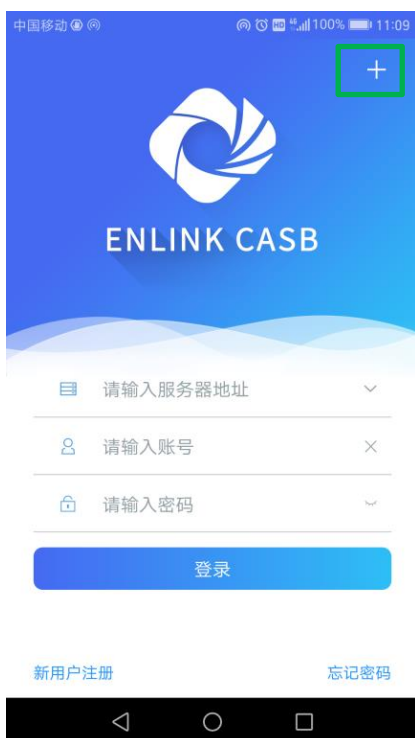 中国移动 HD 46 100% 11:09
ENLINK CASB
请输入服务器地址
请输入账号
请输入密码
登录
新用户注册 忘记密码